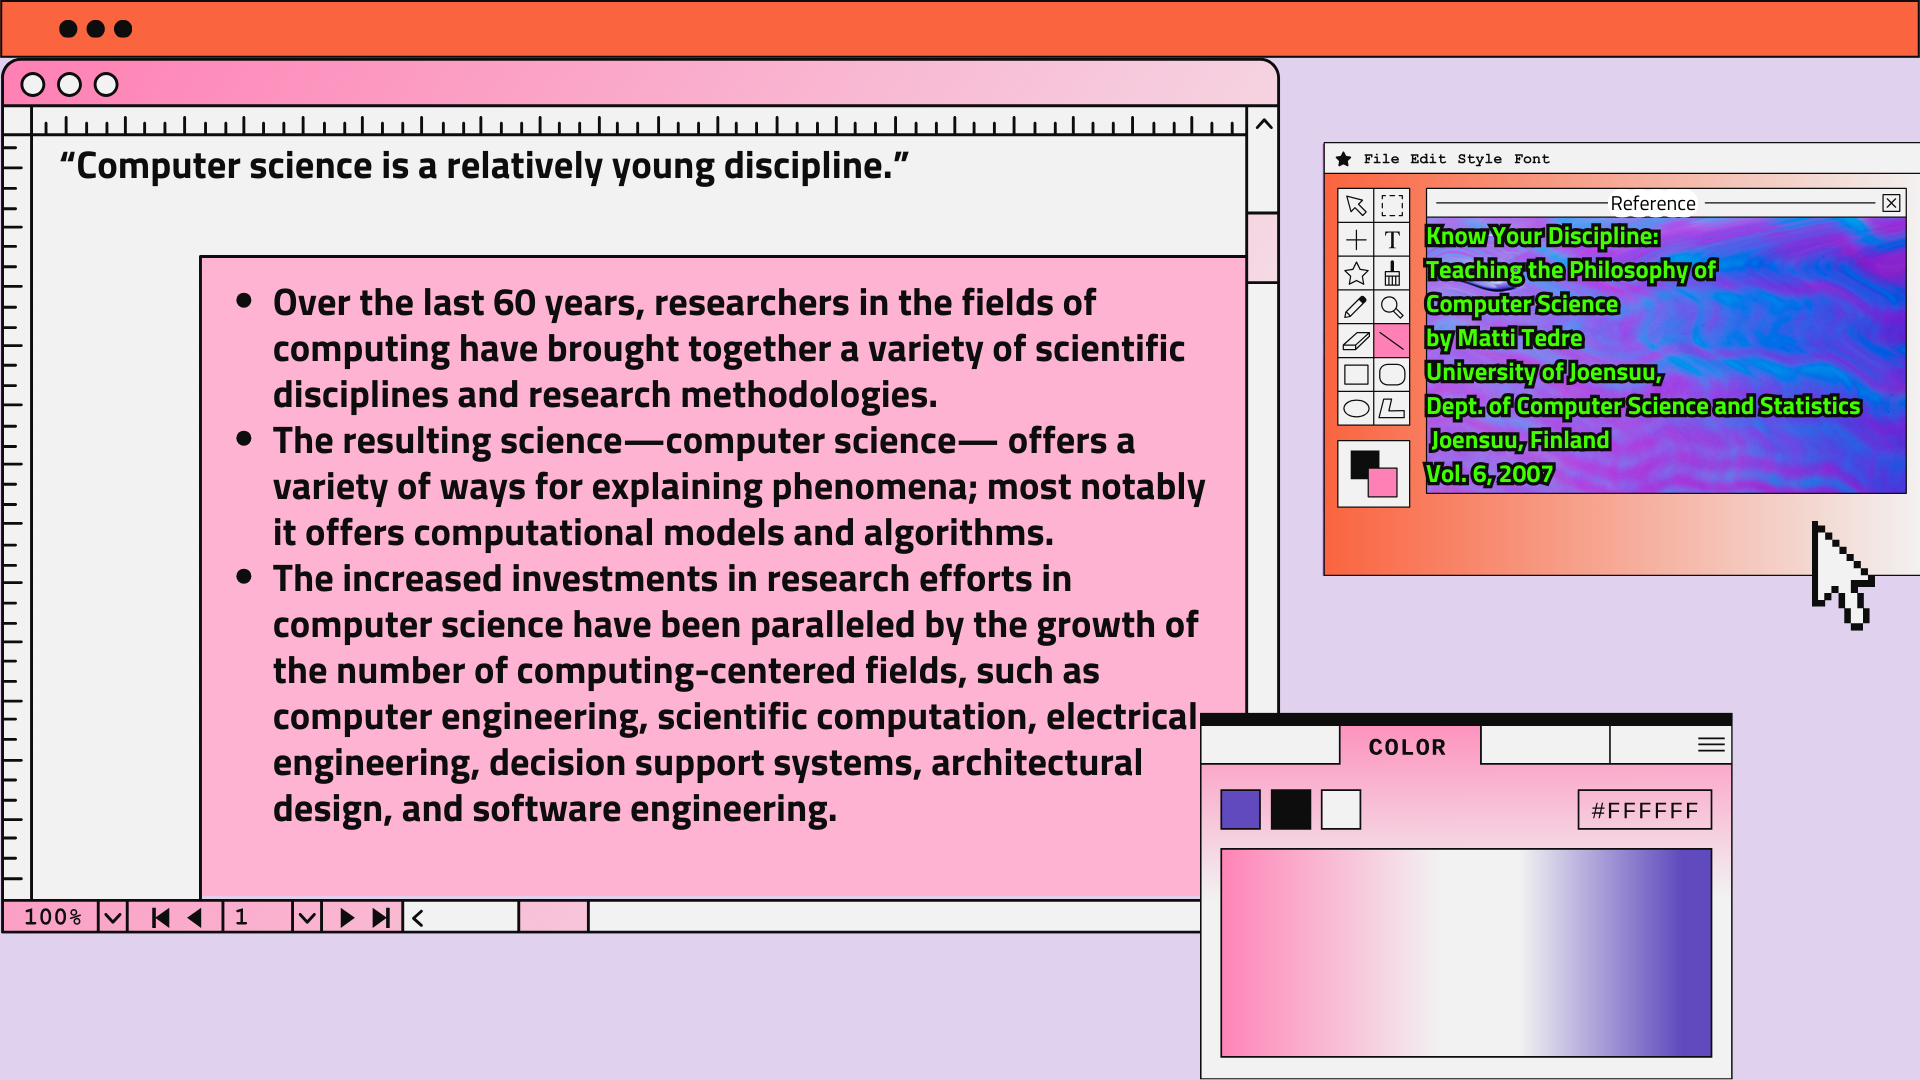 “Computer science is a relatively young discipline.”
• Over the last 60 years, researchers in the fields of
computing have brought together a variety of scientific
disciplines and research methodologies.
• The resulting science—computer science— offers a
variety of ways for explaining phenomena; most notably
it offers computational models and algorithms.
• The increased investments in research efforts in
computer science have been paralleled by the growth of
the number of computing-centered fields, such as
computer engineering, scientific computation, electrical
engineering, decision support systems, architectural
design, and software engineering.
100%
1
File Edit Style Font
Reference
T
Know Your Discipline:
Teaching the Philosophy of
Computer Science
by Matti Tedre
University of Joensuu,
Dept. of Computer Science and Statistics
Joensuu, Finland
Vol. 6, 2007
COLOR
#FFFFFF